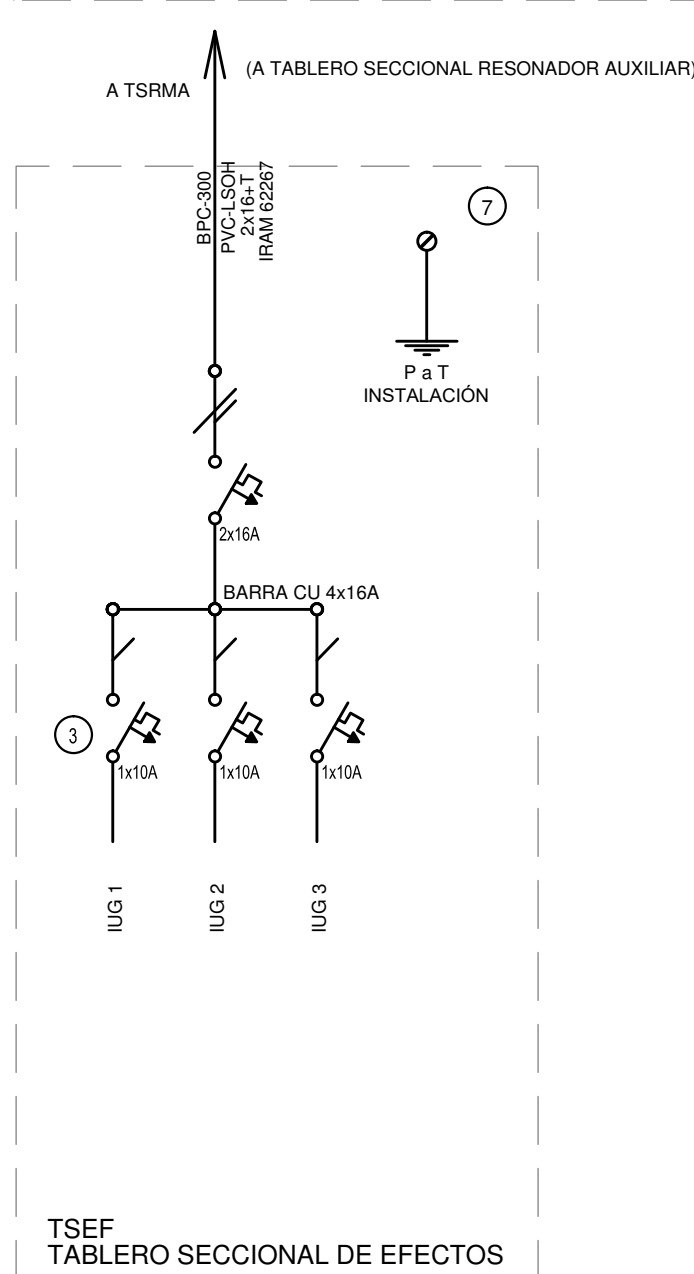 (A TABLERO SECCIONAL RESONADOR AUXILIAR)
A TSRMA
BPC-300
PVC-LSOH
2x16+T
IRAM 62267
7
P a T
INSTALACIÓN
2x16A
BARRA CU 4x16A
3
1x10A
1x10A
1x10A
IUG 1
IUG 2
IUG 3
TSEF
TABLERO SECCIONAL DE EFECTOS